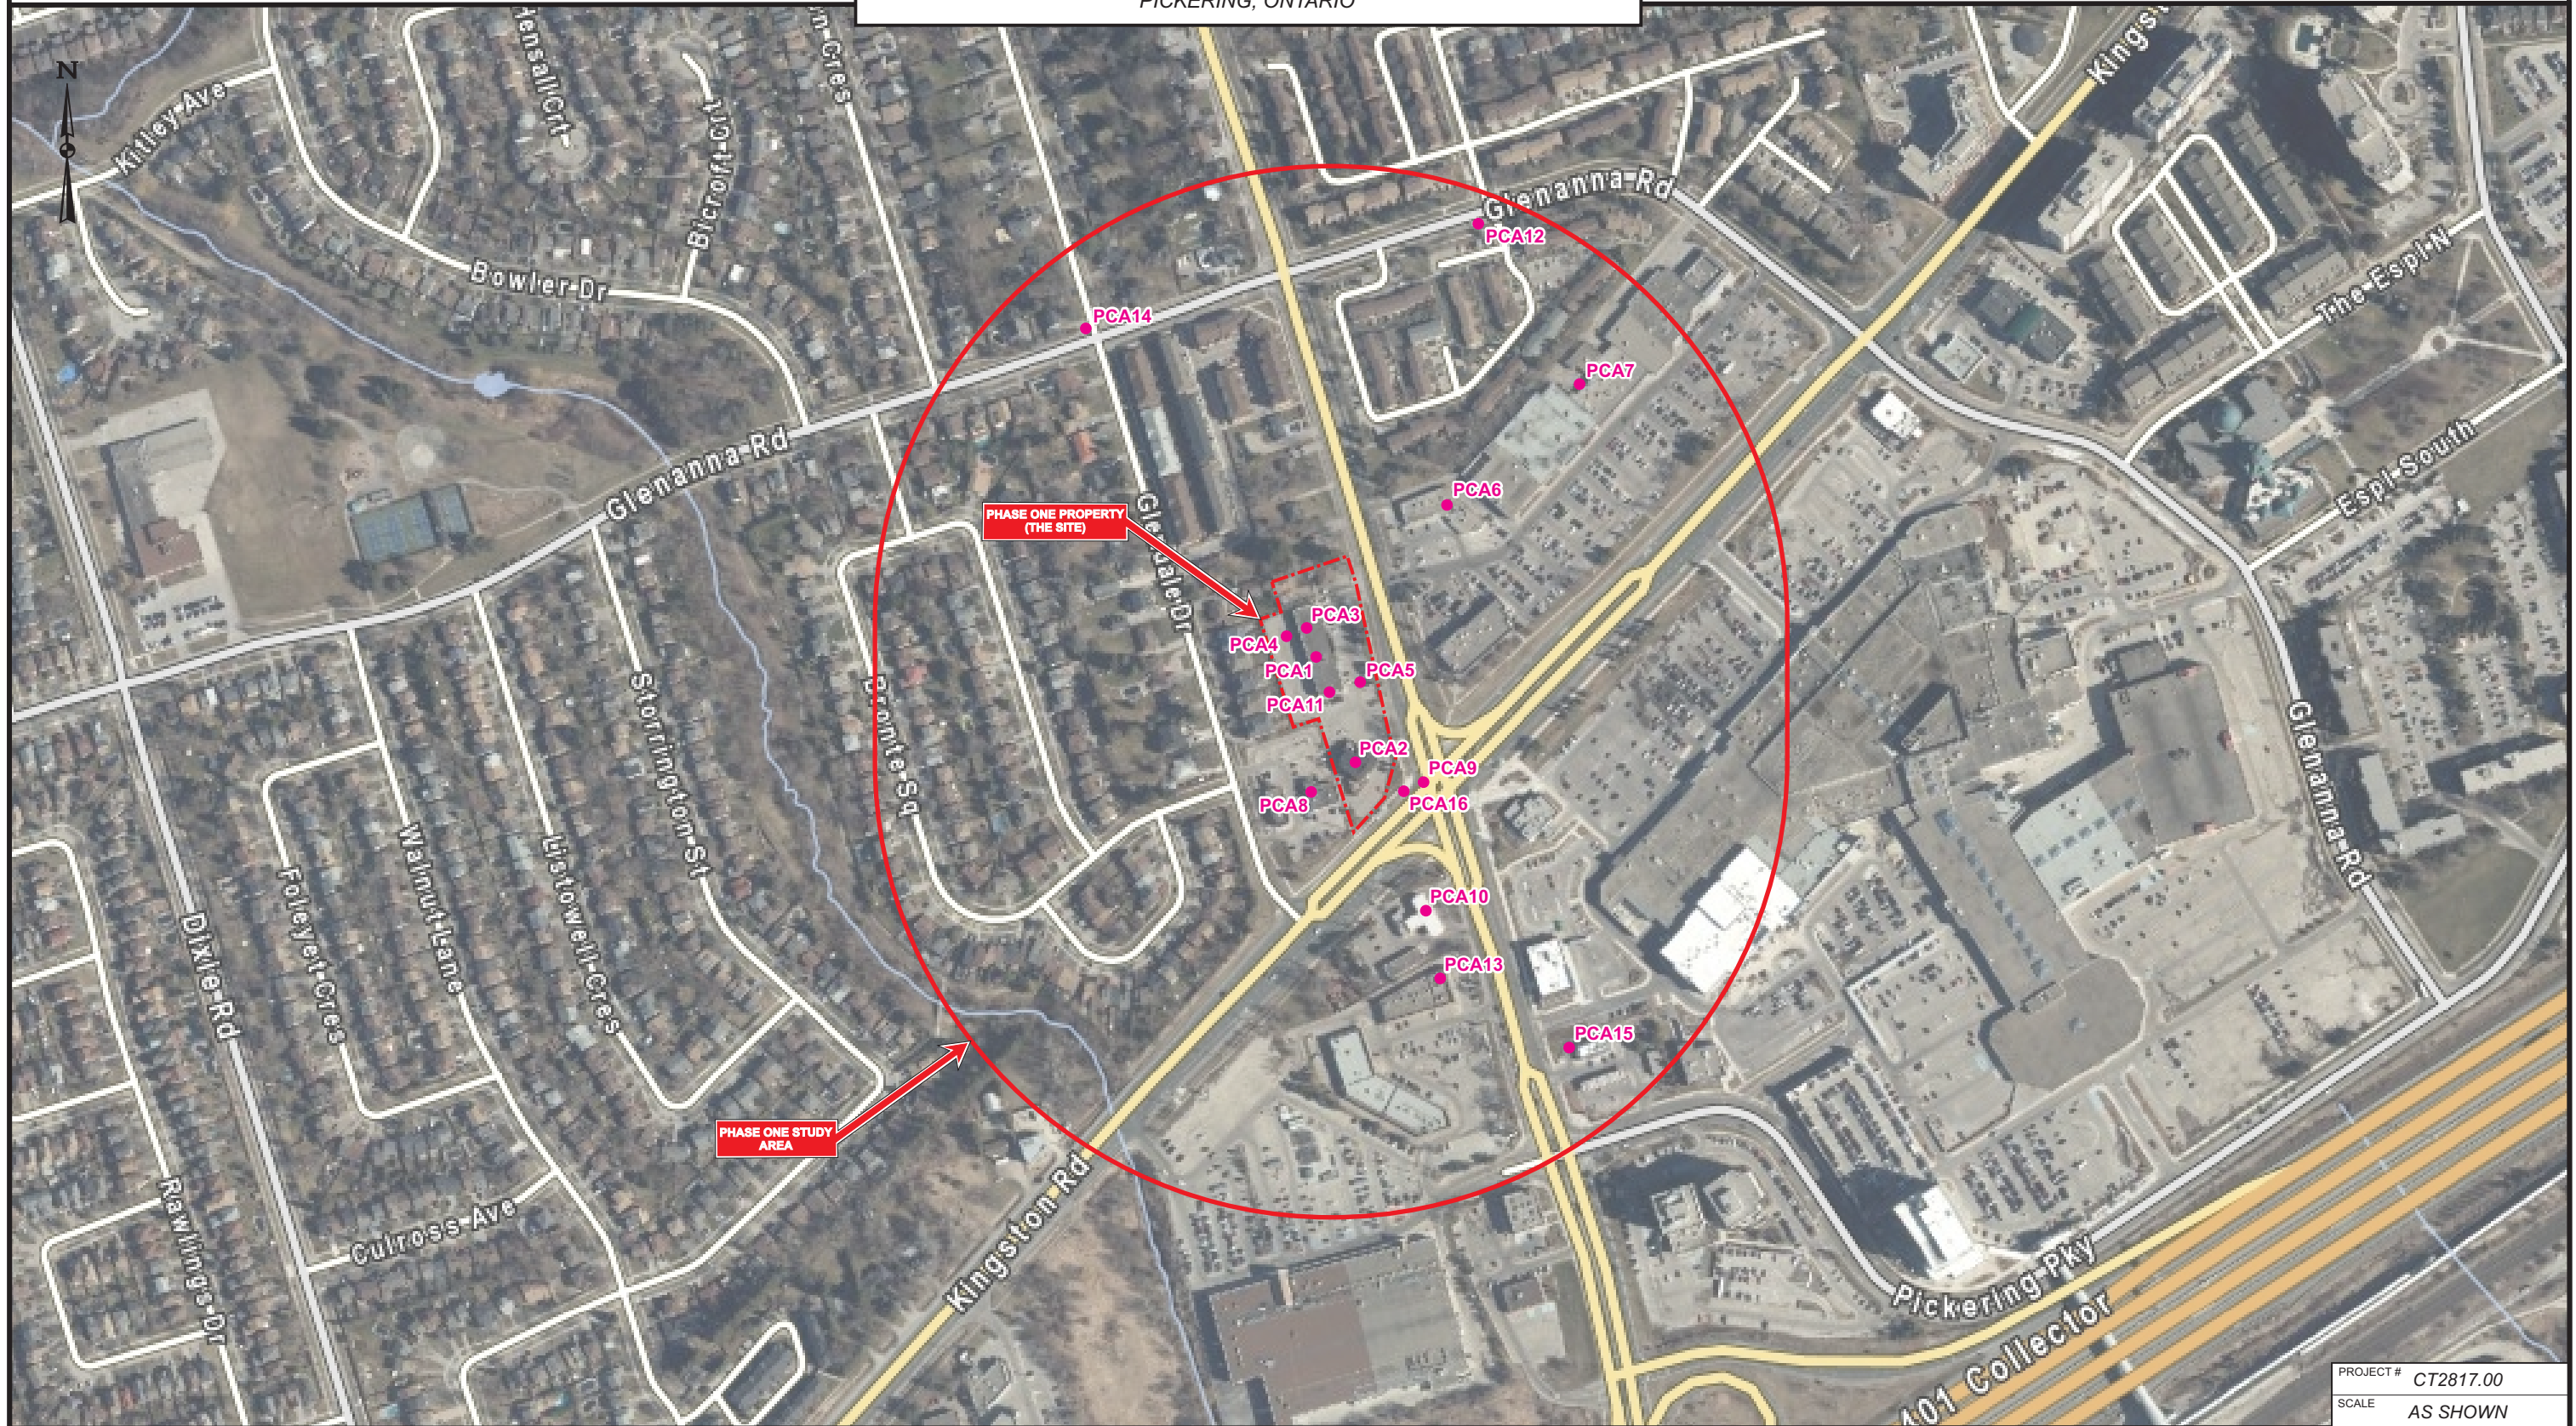 PICKERING, ONTARIO
N
Kitley Ave
Hensall Crt
Bicroft Crt
Kings
Glenanna Rd
PCA12
Bowler Dr
The Espl N
PCA14
PCA7
Glenanna Rd
Espl South
PCA6
PHASE ONE PROPERTY
(THE SITE)
Glendale Dr
PCA3
PCA4
PCA1
PCA5
PCA11
Storrington St
Bronte Sq
PCA2
PCA9
PCA8
PCA16
Glenanna Rd
Walnut Lane
Listowell Cres
Foleyet Cres
PCA10
Dixie Rd
PCA13
PCA15
PHASE ONE STUDY
AREA
Rawlings Dr
Culross Ave
Kingston Rd
Pickering Pky
401 Collector
PROJECT # CT2817.00
SCALE AS SHOWN